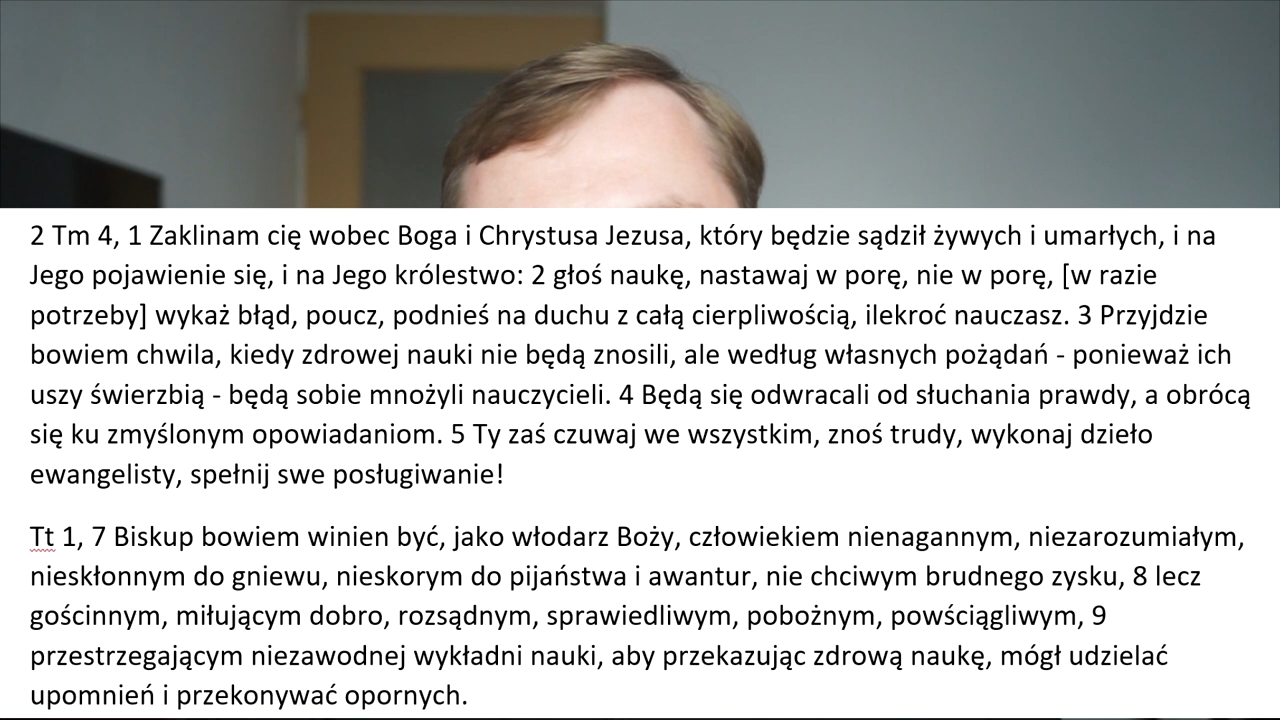 2 Tm 4, 1 Zaklinam cię wobec Boga i Chrystusa Jezusa, który będzie sądził żywych i umarłych, i na
Jego pojawienie się, i na Jego królestwo: 2 głoś naukę, nastawaj w porę, nie w porę, [w razie
potrzeby] wykaż błąd, poucz, podnieś na duchu z całą cierpliwością, ilekroć nauczasz. 3 Przyjdzie
bowiem chwila, kiedy zdrowej nauki nie będą znosili, ale według własnych pożądań - ponieważ ich
uszy świerzbią - będą sobie mnożyli nauczycieli. 4 Będą się odwracali od słuchania prawdy, a obrócą
się ku zmyślonym opowiadaniom. 5 Ty zaś czuwaj we wszystkim, znoś trudy, wykonaj dzieło
ewangelisty, spełnij swe posługiwanie!
Tt 1, 7 Biskup bowiem winien być, jako włodarz Boży, człowiekiem nienagannym, niezarozumiałym,
nieskłonnym do gniewu, nieskorym do pijaństwa i awantur, nie chciwym brudnego zysku, 8 lecz
gościnnym, miłującym dobro, rozsądnym, sprawiedliwym, pobożnym, powściągliwym, 9
przestrzegającym niezawodnej wykładni nauki, aby przekazując zdrową naukę, mógł udzielać
upomnień i przekonywać opornych.